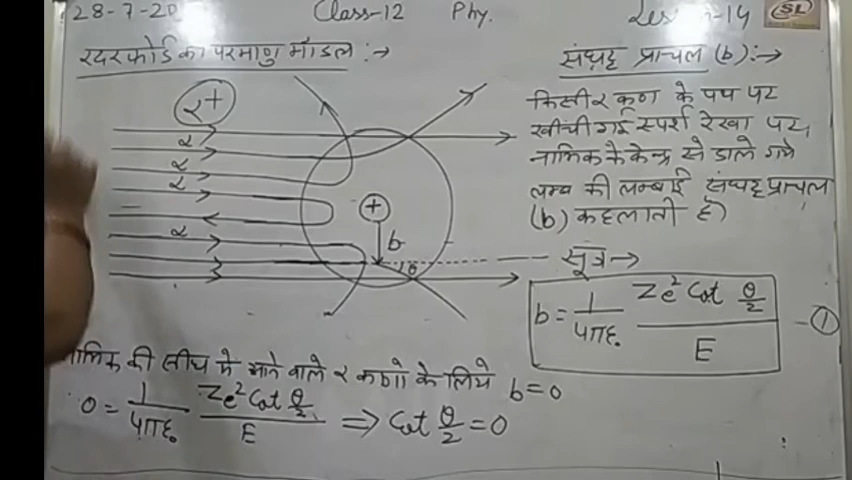 28-7-20 Class-12 Phy. SL
रदरफोर्ड का परमाणु मॉडल :→
संघट्ट प्राचल (b):→
किसी α कण के पथ पर
खींची गई स्पर्श रेखा पर,
नाभिक के केन्द्र से डाले गये
लम्ब की लम्बाई संघट्ट प्राचल
(b) कहलाती है।
α+
α
α
α
α
+
b
θ
सूत्र→
b = 1/4πε₀ Ze² Cot θ/2 / E - ①
नाभिक की सीध में आने वाले α कणों के लिये b=0
0 = 1/4πε₀ Ze² Cot θ/2 / E ⇒ Cot θ/2 = 0